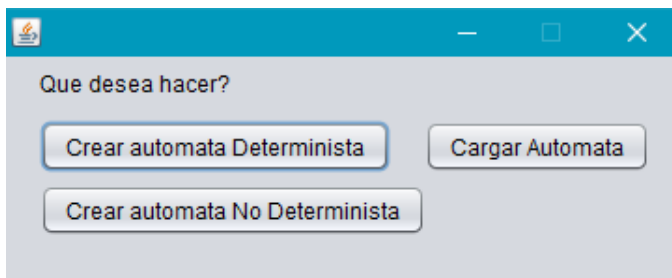 Que desea hacer?
Crear automata Determinista
Cargar Automata
Crear automata No Determinista